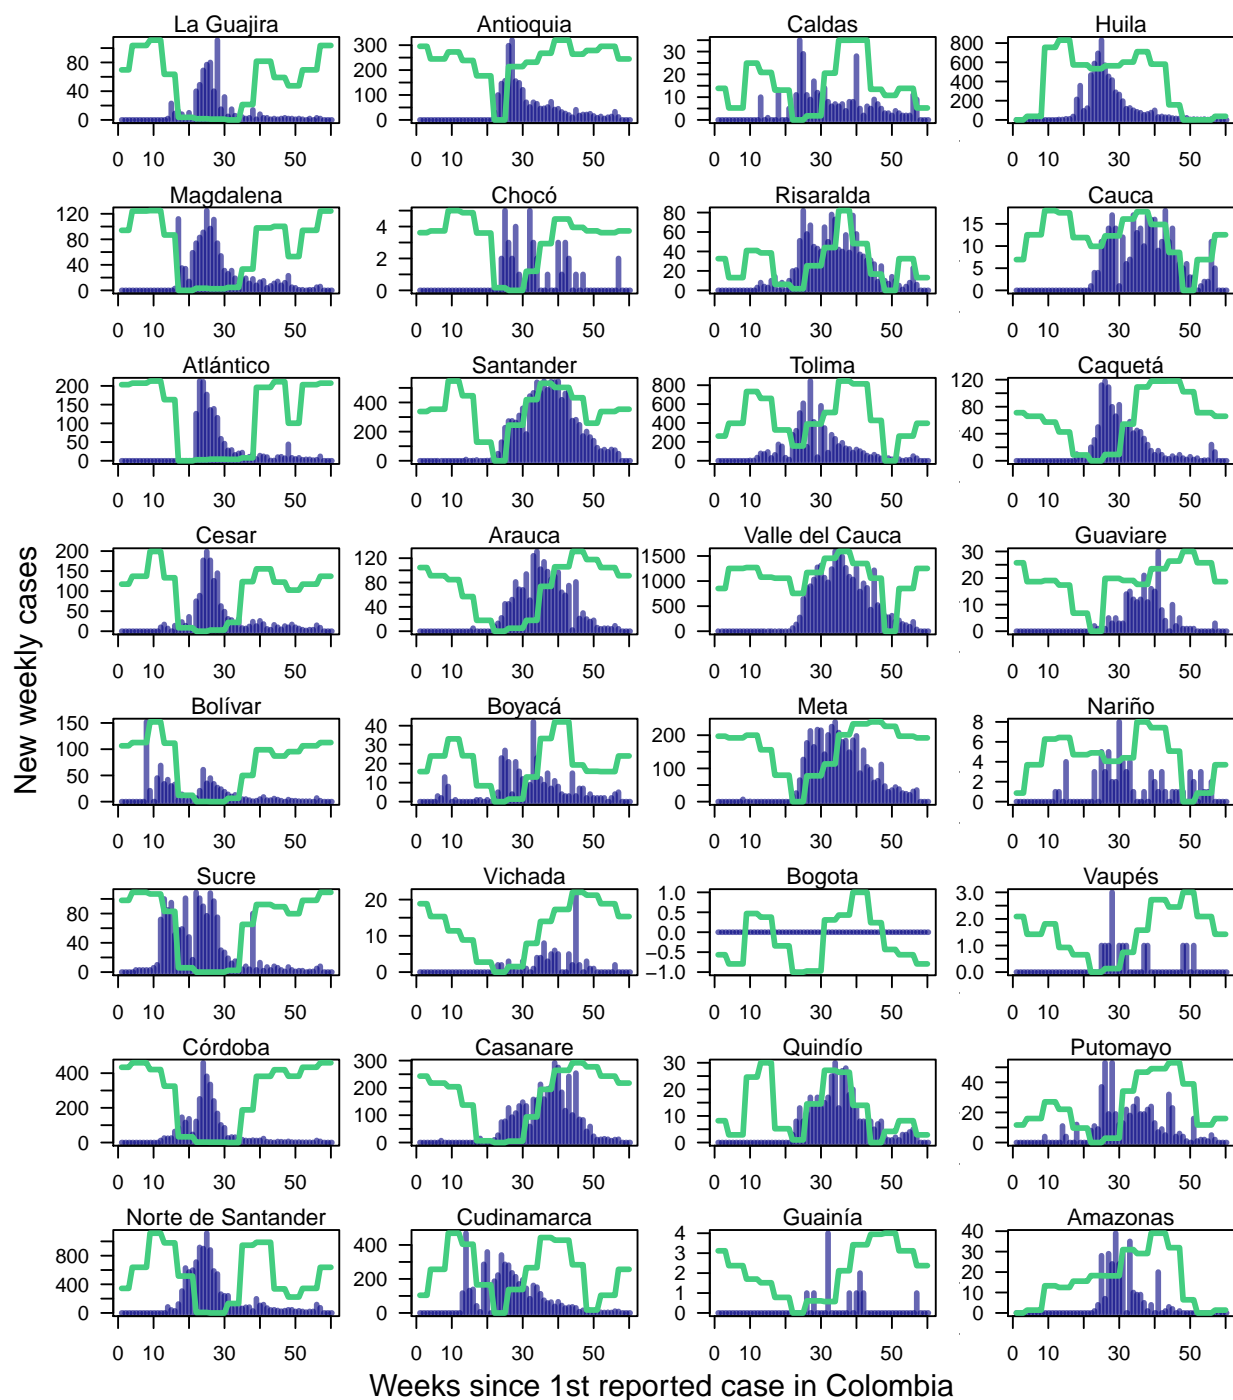 La Guajira
Antioquia
Caldas
Huila
80
40
0
300
200
100
0
35
25
15
5
0
800
600
400
200
0
0 10 30 50
0 10 30 50
0 10 30 50
0 10 30 50
Magdalena
Chocó
Risaralda
Cauca
120
80
40
0
4
2
0
80
60
40
20
0
15
10
5
0
0 10 30 50
0 10 30 50
0 10 30 50
0 10 30 50
Atlántico
Santander
Tolima
Caquetá
200
150
100
50
0
400
200
0
800
600
400
200
0
120
80
40
0
0 10 30 50
0 10 30 50
0 10 30 50
0 10 30 50
Cesar
Arauca
Valle del Cauca
Guaviare
200
150
100
50
0
120
80
40
0
1500
1000
500
0
30
20
10
0
0 10 30 50
0 10 30 50
0 10 30 50
0 10 30 50
New weekly cases
Bolívar
Boyacá
Meta
Nariño
150
100
50
0
40
30
20
10
0
200
100
0
8
6
4
2
0
0 10 30 50
0 10 30 50
0 10 30 50
0 10 30 50
Sucre
Vichada
Bogota
Vaupés
80
40
0
20
10
5
0
1.0
0.5
0.0
−0.5
−1.0
3.0
2.0
1.0
0.0
0 10 30 50
0 10 30 50
0 10 30 50
0 10 30 50
Córdoba
Casanare
Quindío
Putomayo
400
200
0
300
200
100
0
30
20
10
0
40
20
0
0 10 30 50
0 10 30 50
0 10 30 50
0 10 30 50
Norte de Santander
Cudinamarca
Guainía
Amazonas
800
400
0
400
200
0
4
3
2
1
0
40
30
20
10
0
0 10 30 50
0 10 30 50
0 10 30 50
0 10 30 50
Weeks since 1st reported case in Colombia